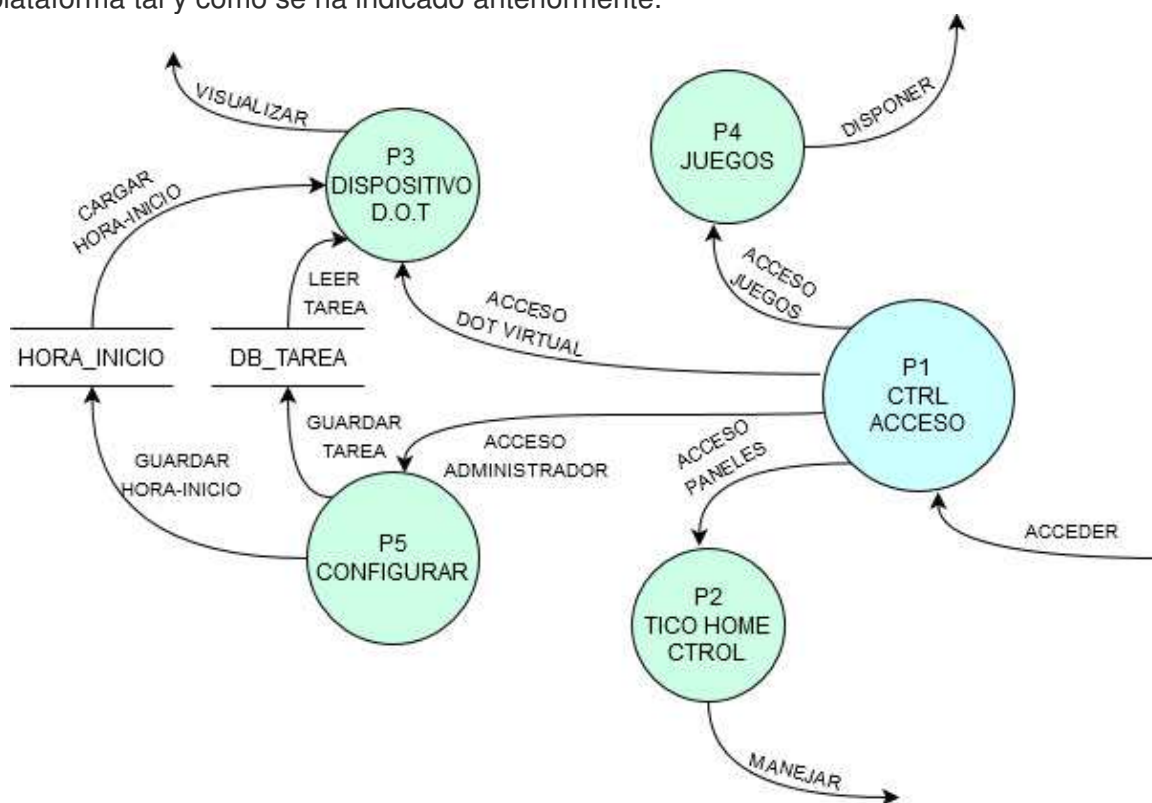 plataforma tal y como se ha indicado anteriormente.
VISUALIZAR
P3
DISPOSITIVO
D.O.T
P4
JUEGOS
DISPONER
CARGAR
HORA-INICIO
LEER
TAREA
ACCESO
DOT VIRTUAL
ACCESO
JUEGOS
HORA_INICIO
DB_TAREA
P1
CTRL
ACCESO
GUARDAR
TAREA
ACCESO
ADMINISTRADOR
ACCESO
PANELES
GUARDAR
HORA-INICIO
P5
CONFIGURAR
ACCEDER
P2
TICO HOME
CTROL
MANEJAR